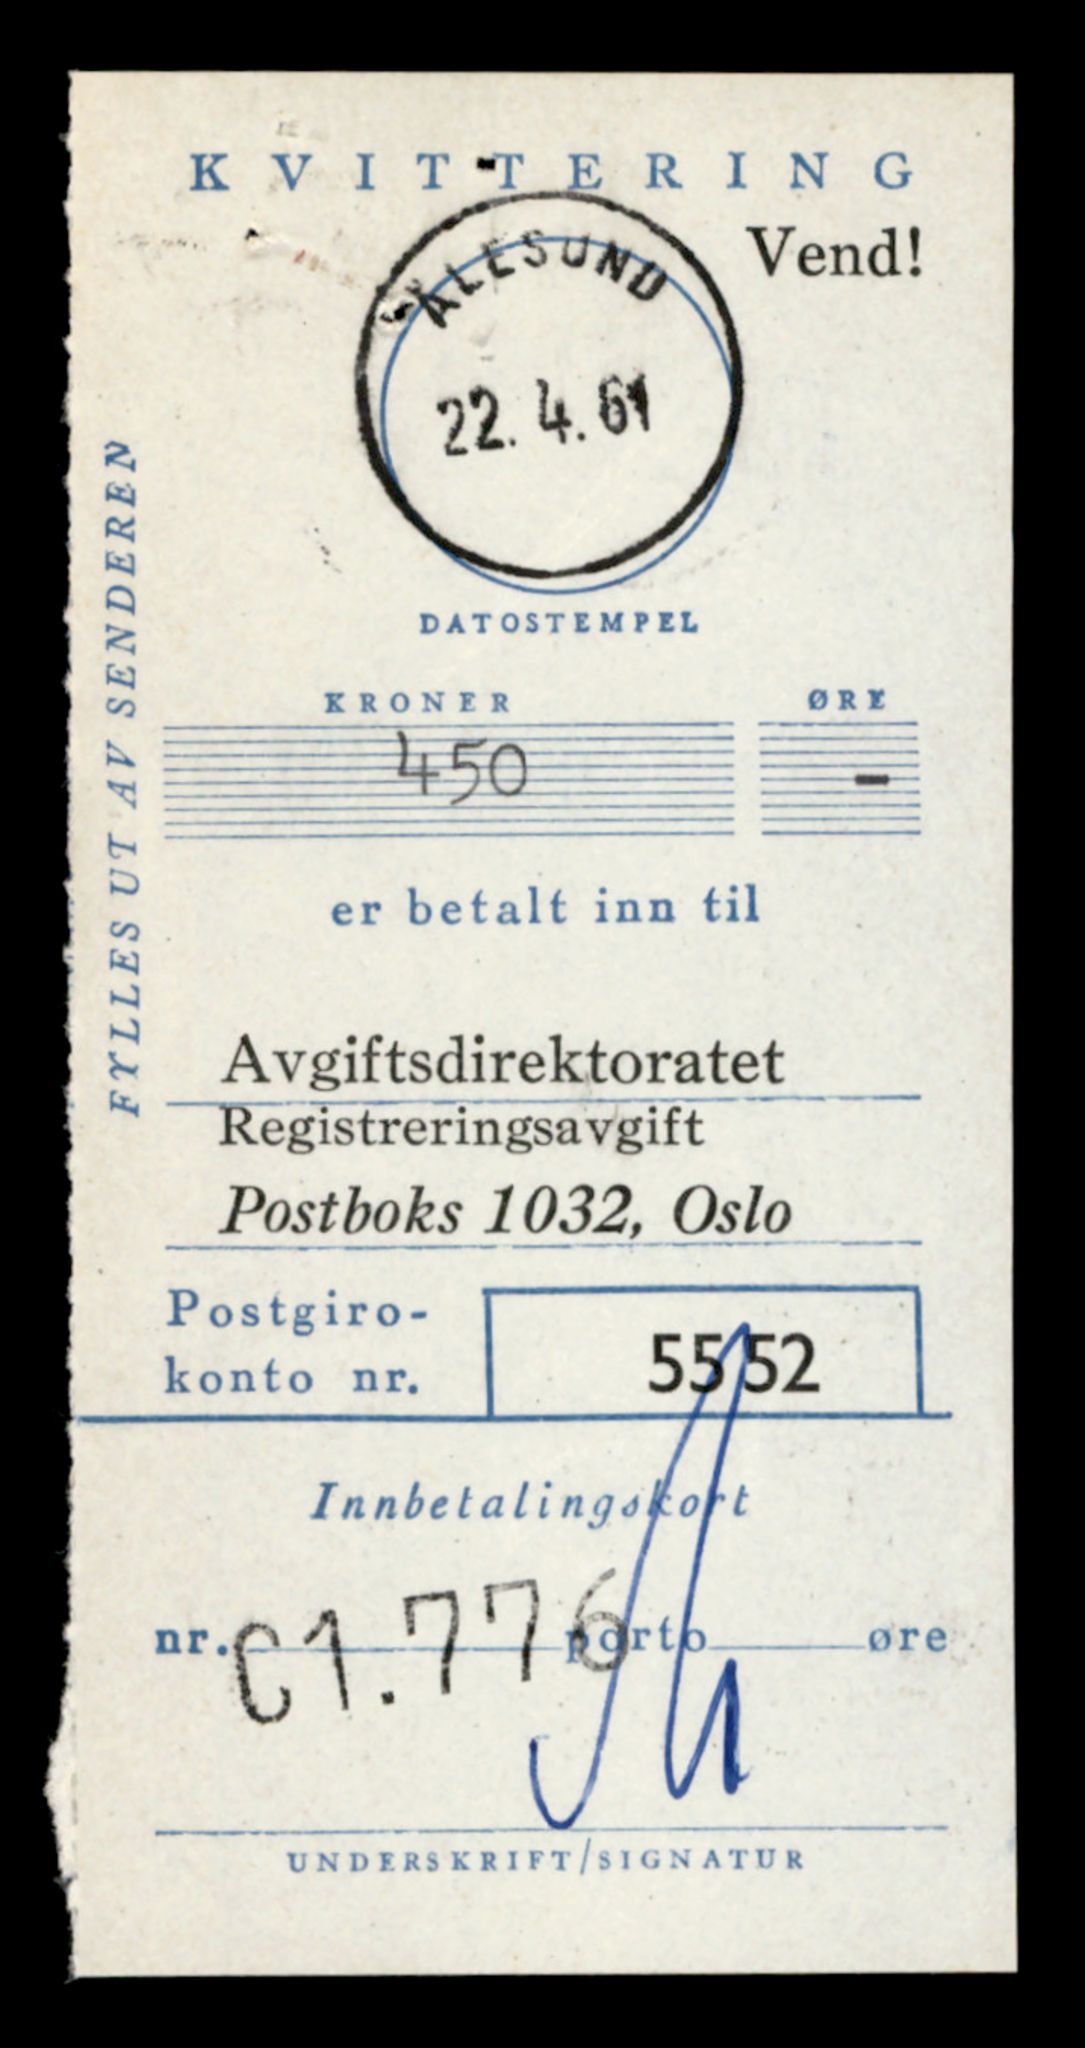 KVITTERING
Vend!
ÅLESUND
22. 4. 61
DATOSTEMPEL
FYLLES UT AV SENDEREN
KRONER ØRE
450 -
er betalt inn til
Avgiftsdirektoratet
Registreringsavgift
Postboks 1032, Oslo
Postgiro-
konto nr. 5552
Innbetalingskort
nr. C1.776 porto øre
UNDERSKRIFT/SIGNATUR